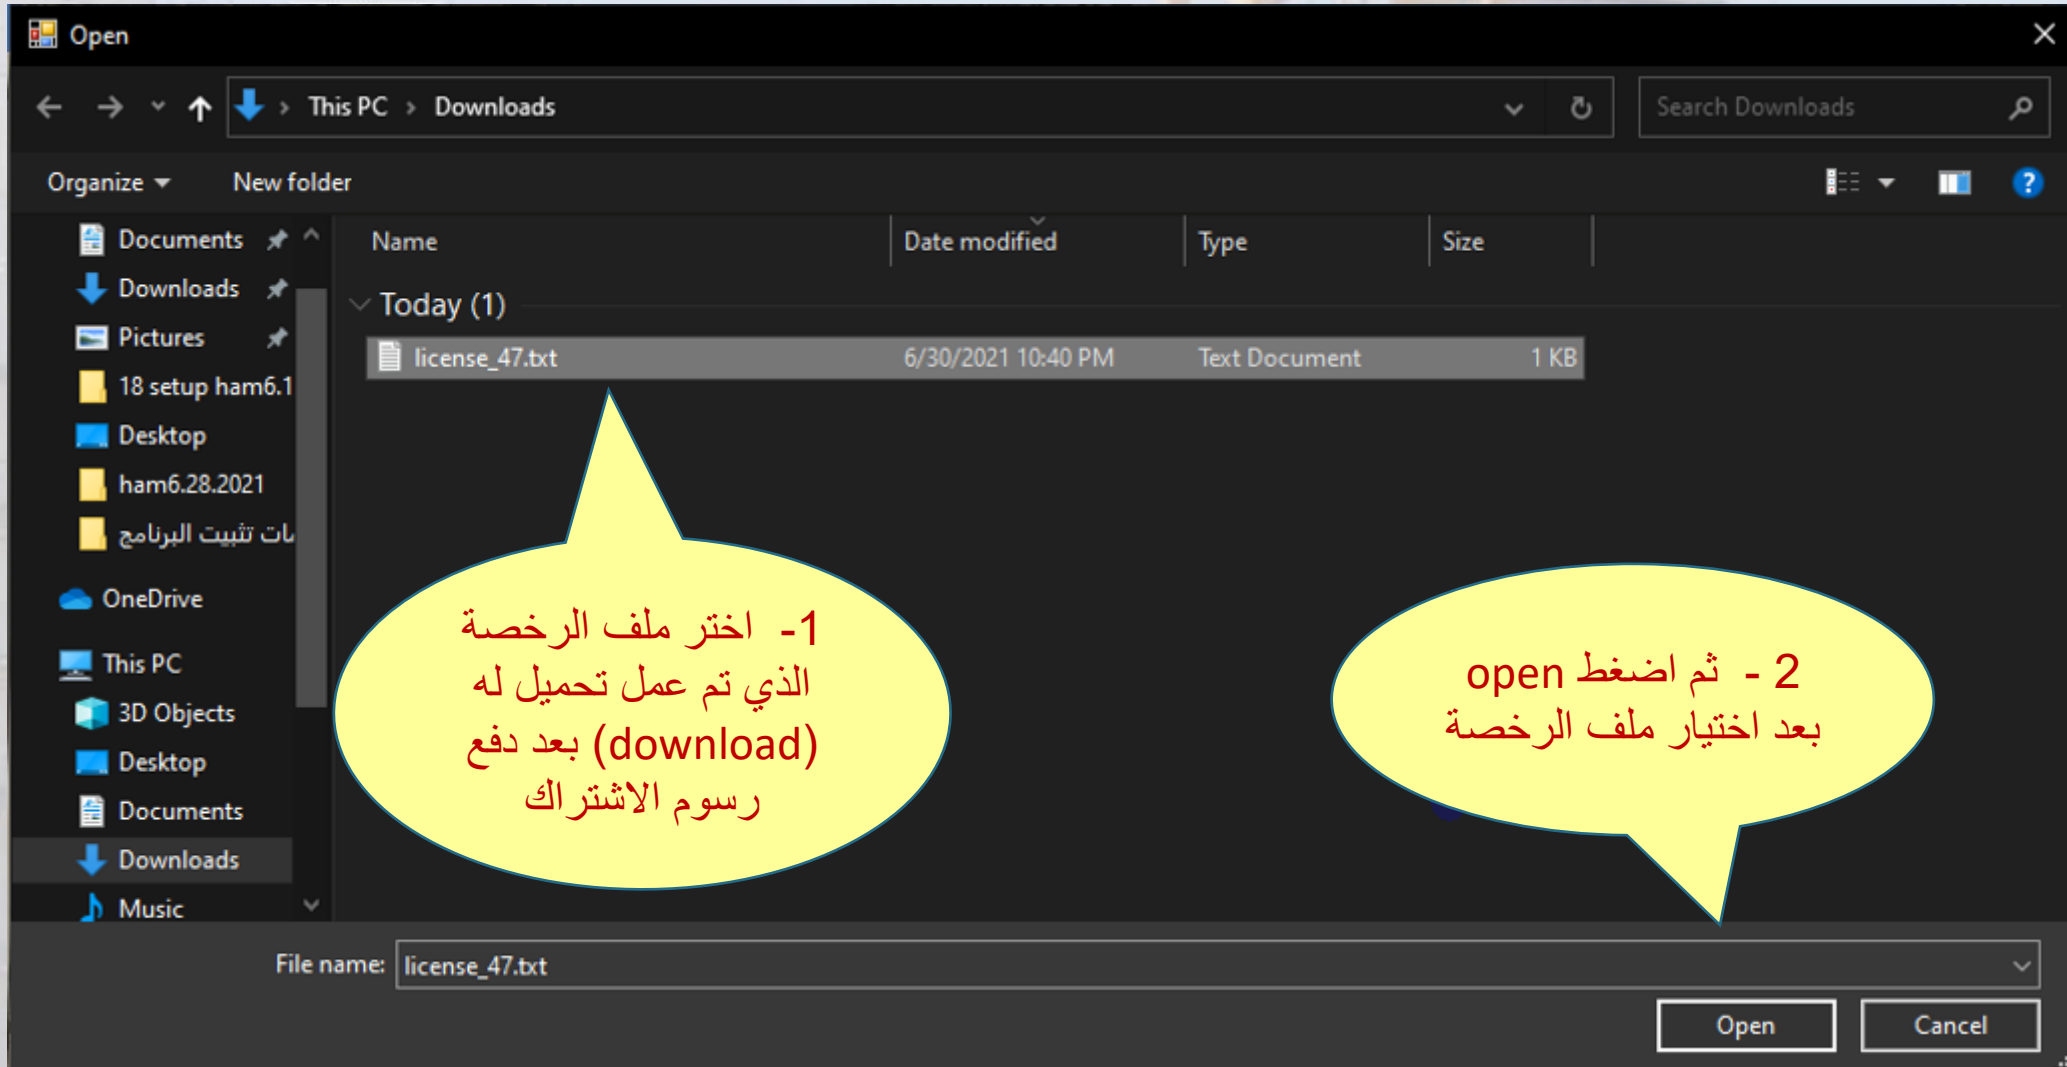 Open
This PC > Downloads
Search Downloads
Organize
New folder
Name
Date modified
Type
Size
Today (1)
license_47.txt
6/30/2021 10:40 PM
Text Document
1 KB
Documents
Downloads
Pictures
18 setup ham6.1
Desktop
ham6.28.2021
تثبيت البرنامج
OneDrive
This PC
3D Objects
Desktop
Documents
Downloads
Music
1- اختر ملف الرخصة
الذي تم عمل تحميل له
(download) بعد دفع
رسوم الاشتراك
2 - ثم اضغط open
بعد اختيار ملف الرخصة
File name:
license_47.txt
Open
Cancel